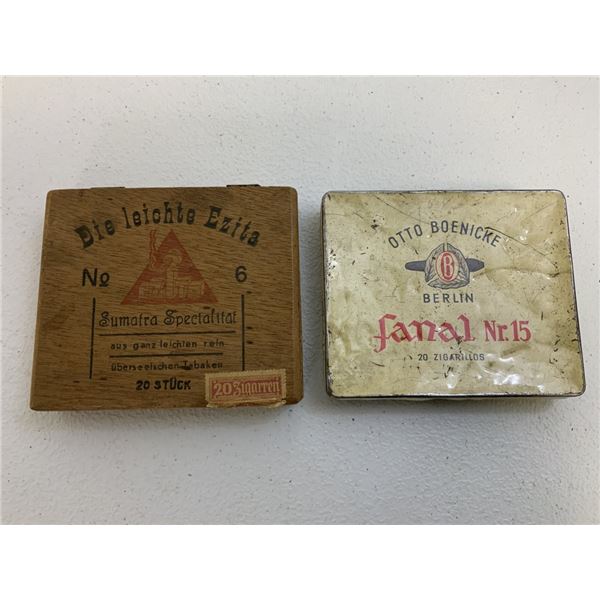 Die leichte Ezita
No 6
Sumatra Spectalitat
aus ganz leichten rein
überseeischen Tabaken
20 STÜCK
20 Zigarren
OTTO BOENICKE
B
BERLIN
Fanal Nr. 15
20 ZIGARILLOS